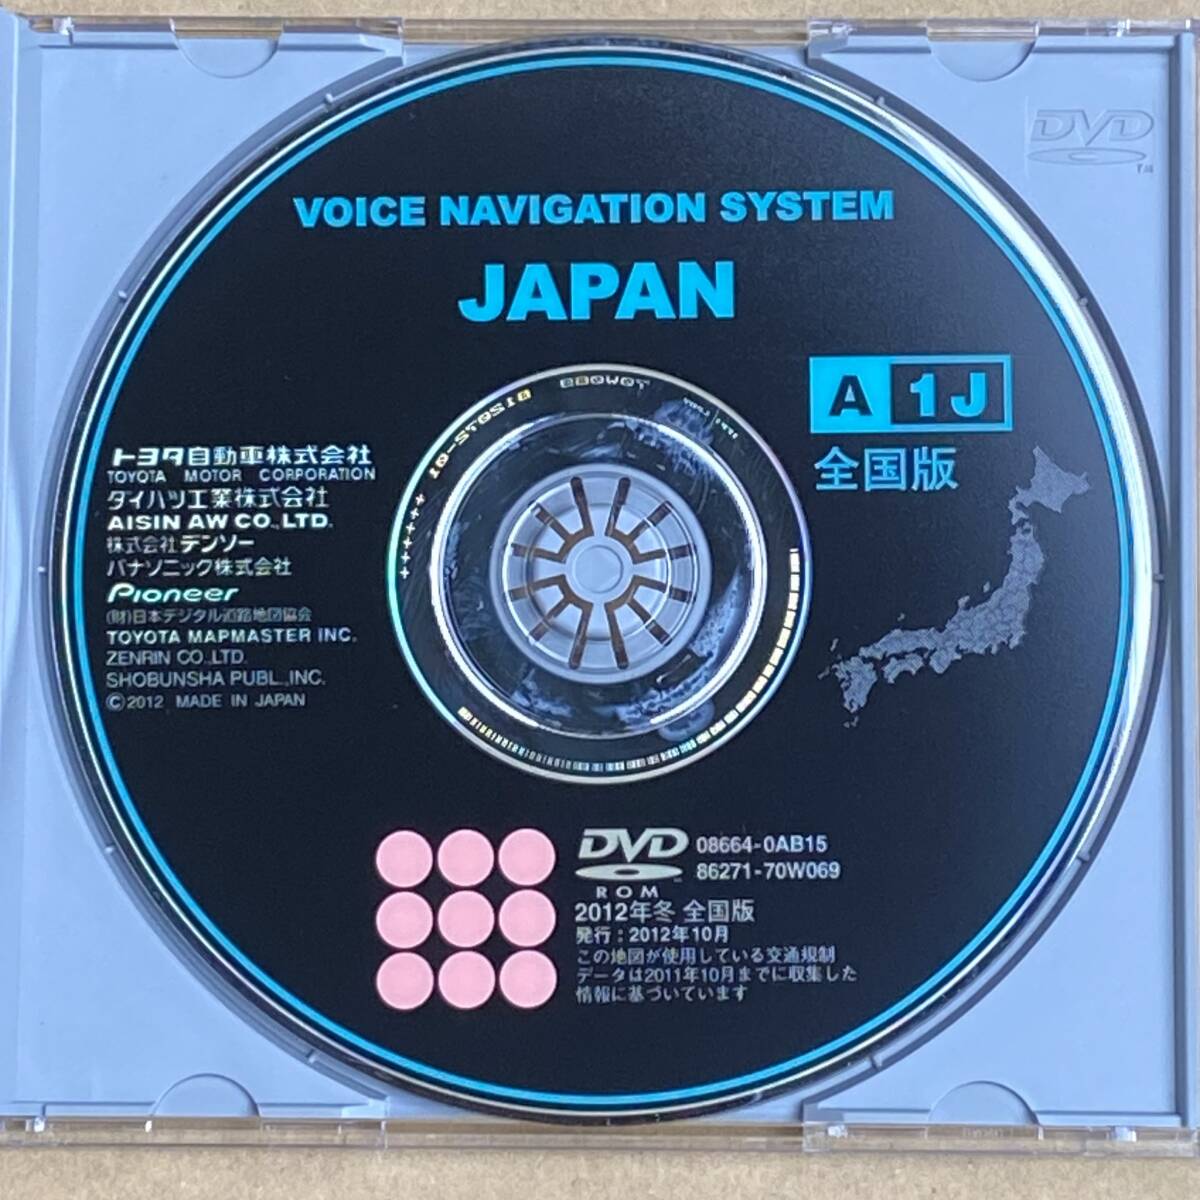 DVD
TM
VOICE NAVIGATION SYSTEM
JAPAN
A 1J
全国版
トヨタ自動車株式会社
TOYOTA MOTOR CORPORATION
ダイハツ工業株式会社
AISIN AW CO.,LTD.
株式会社デンソー
パナソニック株式会社
Pioneer
(財)日本デジタル道路地図協会
TOYOTA MAPMASTER INC.
ZENRIN CO.,LTD.
SHOBUNSHA PUBL.,INC.
©2012 MADE IN JAPAN
DVD
ROM
08664-0AB15
86271-70W069
2012年冬 全国版
発行：2012年10月
この地図が使用している交通規制
データは2011年10月までに収集した
情報に基づいています